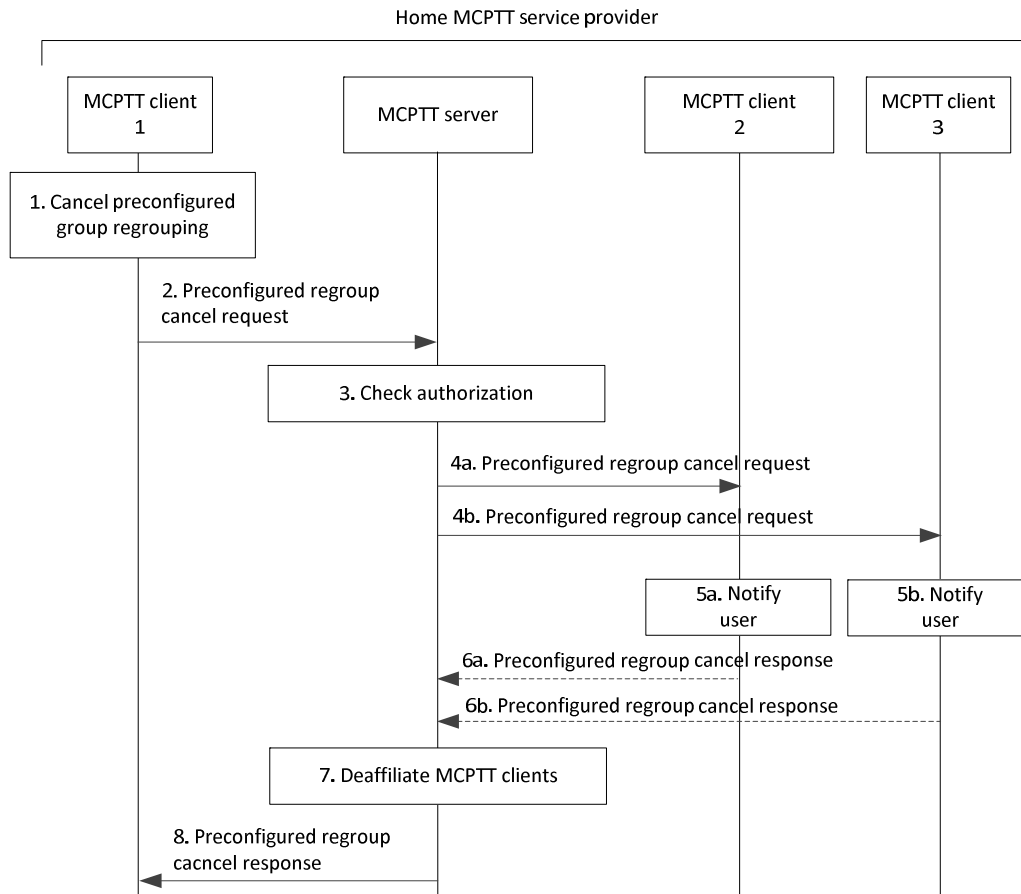 Home MCPTT service provider
MCPTT client
1
MCPTT server
MCPTT client
2
MCPTT client
3
1. Cancel preconfigured
group regrouping
2. Preconfigured regroup
cancel request
3. Check authorization
4a. Preconfigured regroup cancel request
4b. Preconfigured regroup cancel request
5a. Notify
user
5b. Notify
user
6a. Preconfigured regroup cancel response
6b. Preconfigured regroup cancel response
7. Deaffiliate MCPTT clients
8. Preconfigured regroup
cacncel response